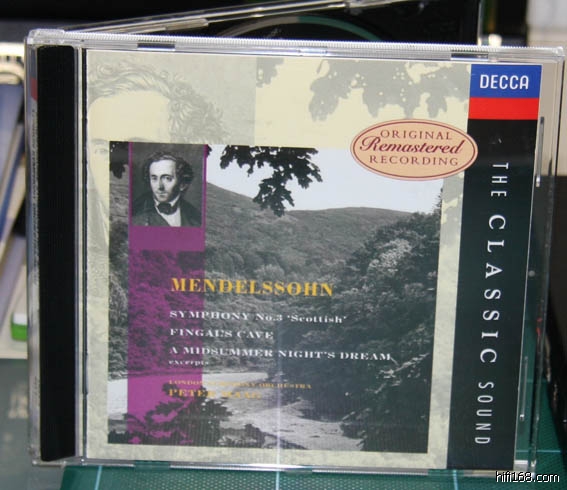 DECCA
ORIGINAL
Remastered
RECORDING
THE CLASSIC SOUND
MENDELSSOHN
SYMPHONY No.3 'Scottish'
FINGAL'S CAVE
A MIDSUMMER NIGHT'S DREAM
excerpts
LONDON SYMPHONY ORCHESTRA
PETER MAAG
hifi168.com